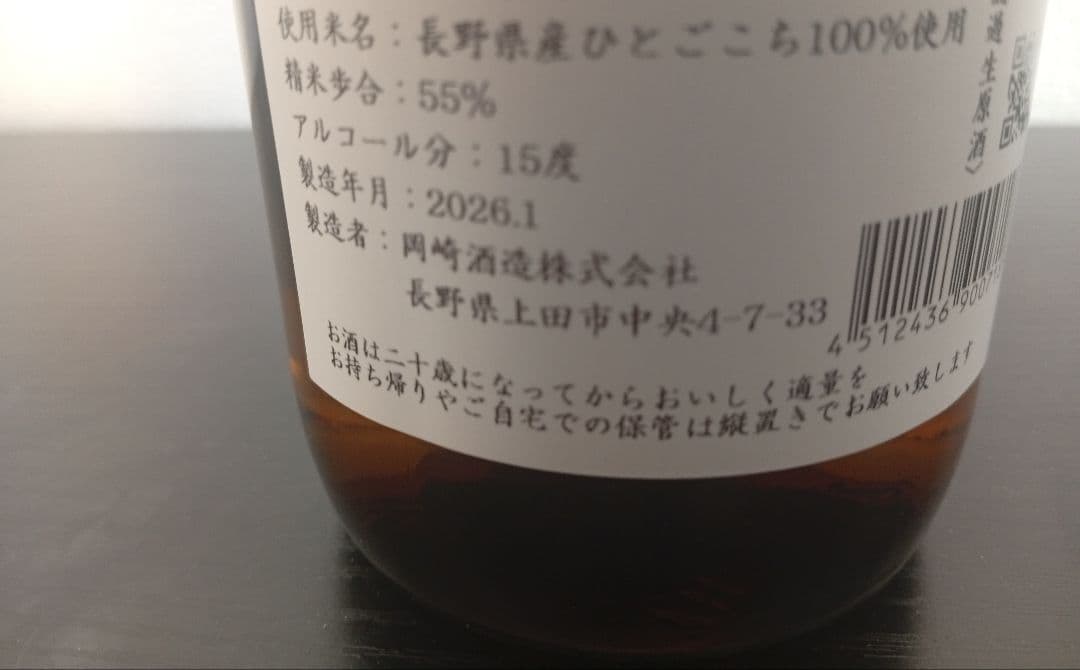 使用米名：長野県産ひとごこち100%使用
精米歩合：55%
アルコール分：15度
製造年月：2026.1
製造者：岡崎酒造株式会社
長野県上田市中央4-7-33
お酒は二十歳になってからおいしく適量を
お持ち帰りやご自宅での保管は縦置きでお願い致します
過生原酒〉
4 512436 9007